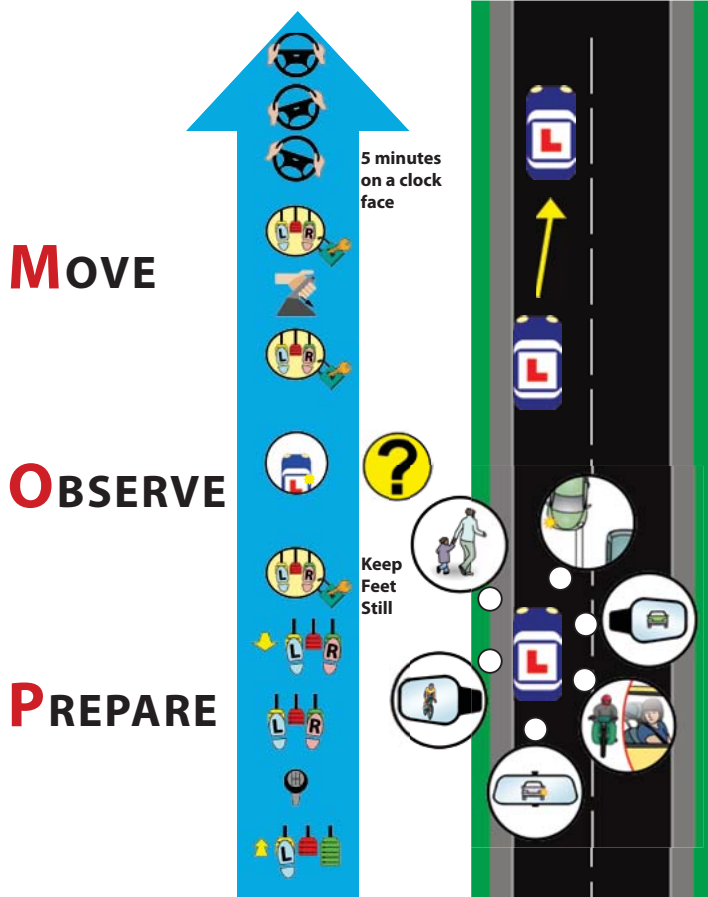 5 minutes
on a clock
face
L R
MOVE
L R
L
L
OBSERVE
L
?
L R
Keep
Feet
Still
L R
L
PREPARE
L R
L